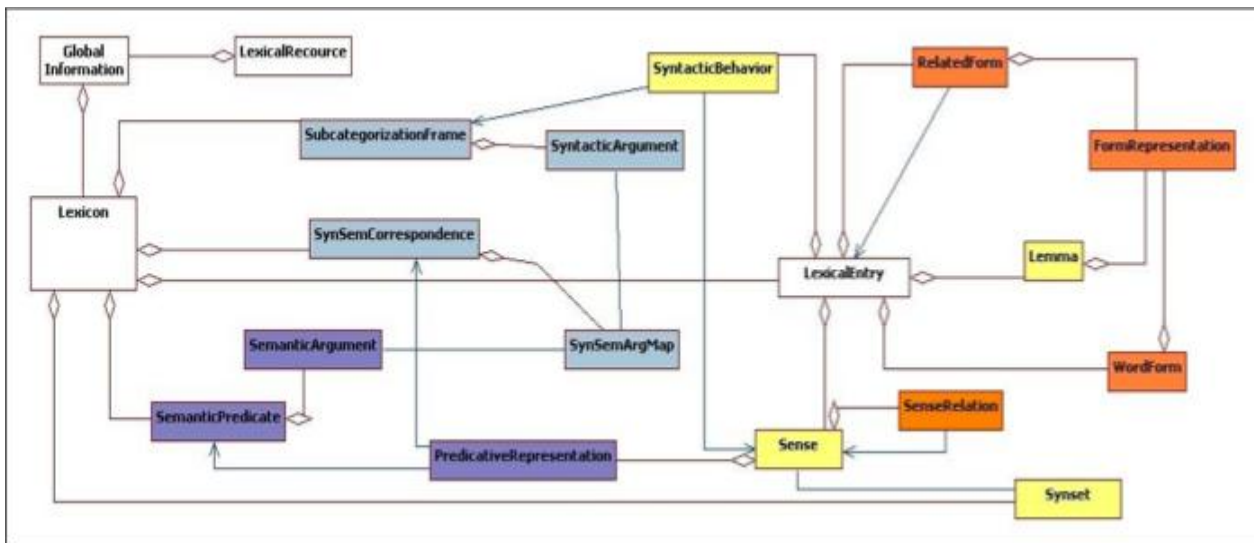 Global
Information
LexicalRecource
SyntacticBehavior
RelatedForm
SubcategorizationFrame
SyntacticArgument
FormRepresentation
Lexicon
SynSemCorrespondence
LexicalEntry
Lemma
SemanticArgument
SynSemArgMap
WordForm
SemanticPredicate
SenseRelation
PredicativeRepresentation
Sense
Synset